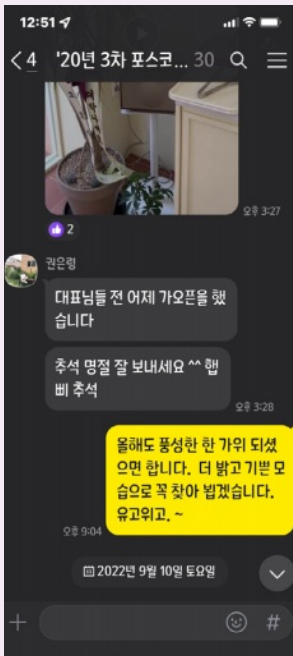 12:51
4 '20년 3차 포스코... 30
오후 3:27
2
권은령
대표님들 전 어제 가오픈을 했
습니다
추석 명절 잘 보내세요 ^^ 햅
삐 추석
오후 3:28
올해도 풍성한 한 가위 되셨
으면 합니다. 더 밝고 기쁜 모
습으로 꼭 찾아 뵙겠습니다.
유고위고. ~
오후 9:04
2022년 9월 10일 토요일
+ #